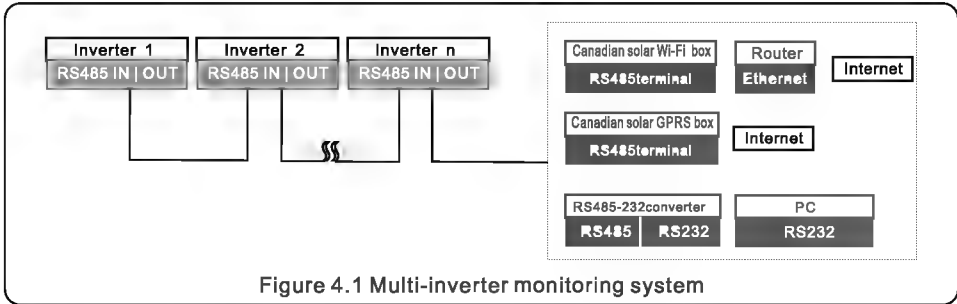 Inverter 1
RS485 IN | OUT
Inverter 2
RS485 IN | OUT
Inverter n
RS485 IN | OUT
Canadian solar Wi-Fi box
RS485terminal
Router
Ethernet
Internet
Canadian solar GPRS box
RS485terminal
Internet
RS485-232converter
RS485 RS232
PC
RS232
Figure 4.1 Multi-inverter monitoring system